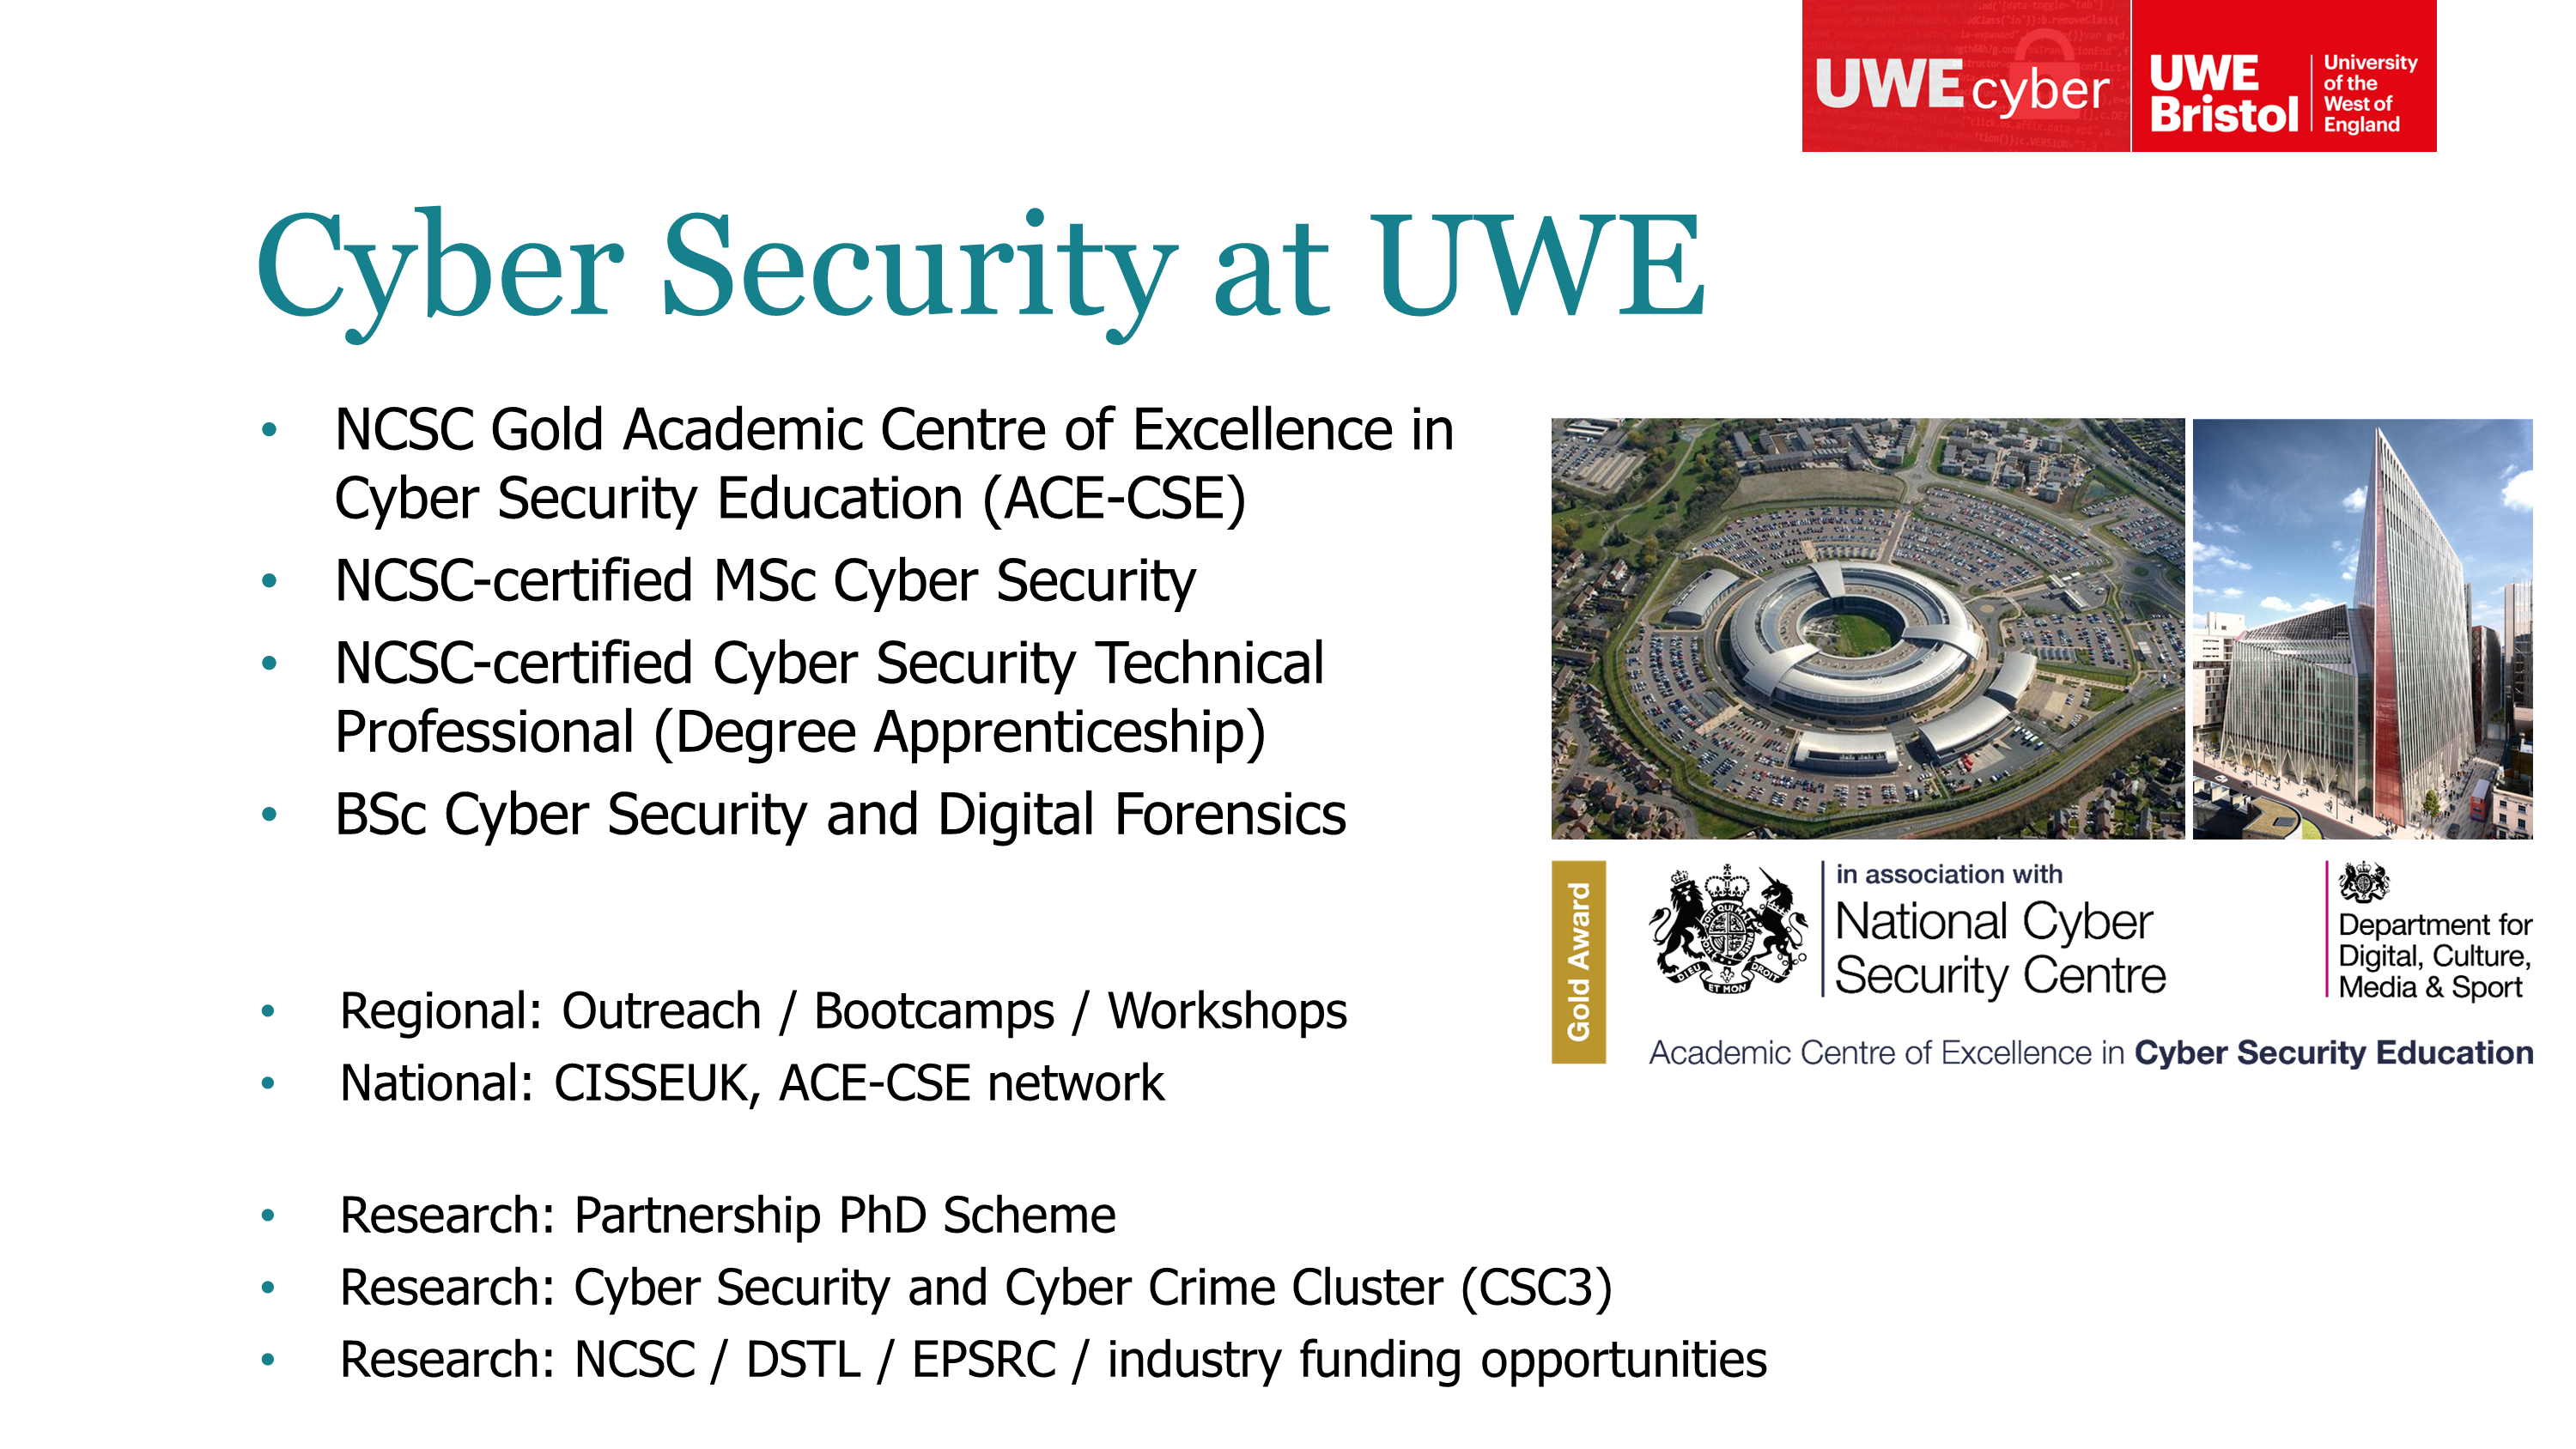 UWEcyber
UWE
Bristol
University
of the
West of
England
Cyber Security at UWE
• NCSC Gold Academic Centre of Excellence in
Cyber Security Education (ACE-CSE)
• NCSC-certified MSc Cyber Security
• NCSC-certified Cyber Security Technical
Professional (Degree Apprenticeship)
• BSc Cyber Security and Digital Forensics
• Regional: Outreach / Bootcamps / Workshops
• National: CISSEUK, ACE-CSE network
• Research: Partnership PhD Scheme
• Research: Cyber Security and Cyber Crime Cluster (CSC3)
• Research: NCSC / DSTL / EPSRC / industry funding opportunities
Gold Award
in association with
National Cyber
Security Centre
DIEU ET MON DROIT
Department for
Digital, Culture,
Media & Sport
Academic Centre of Excellence in Cyber Security Education